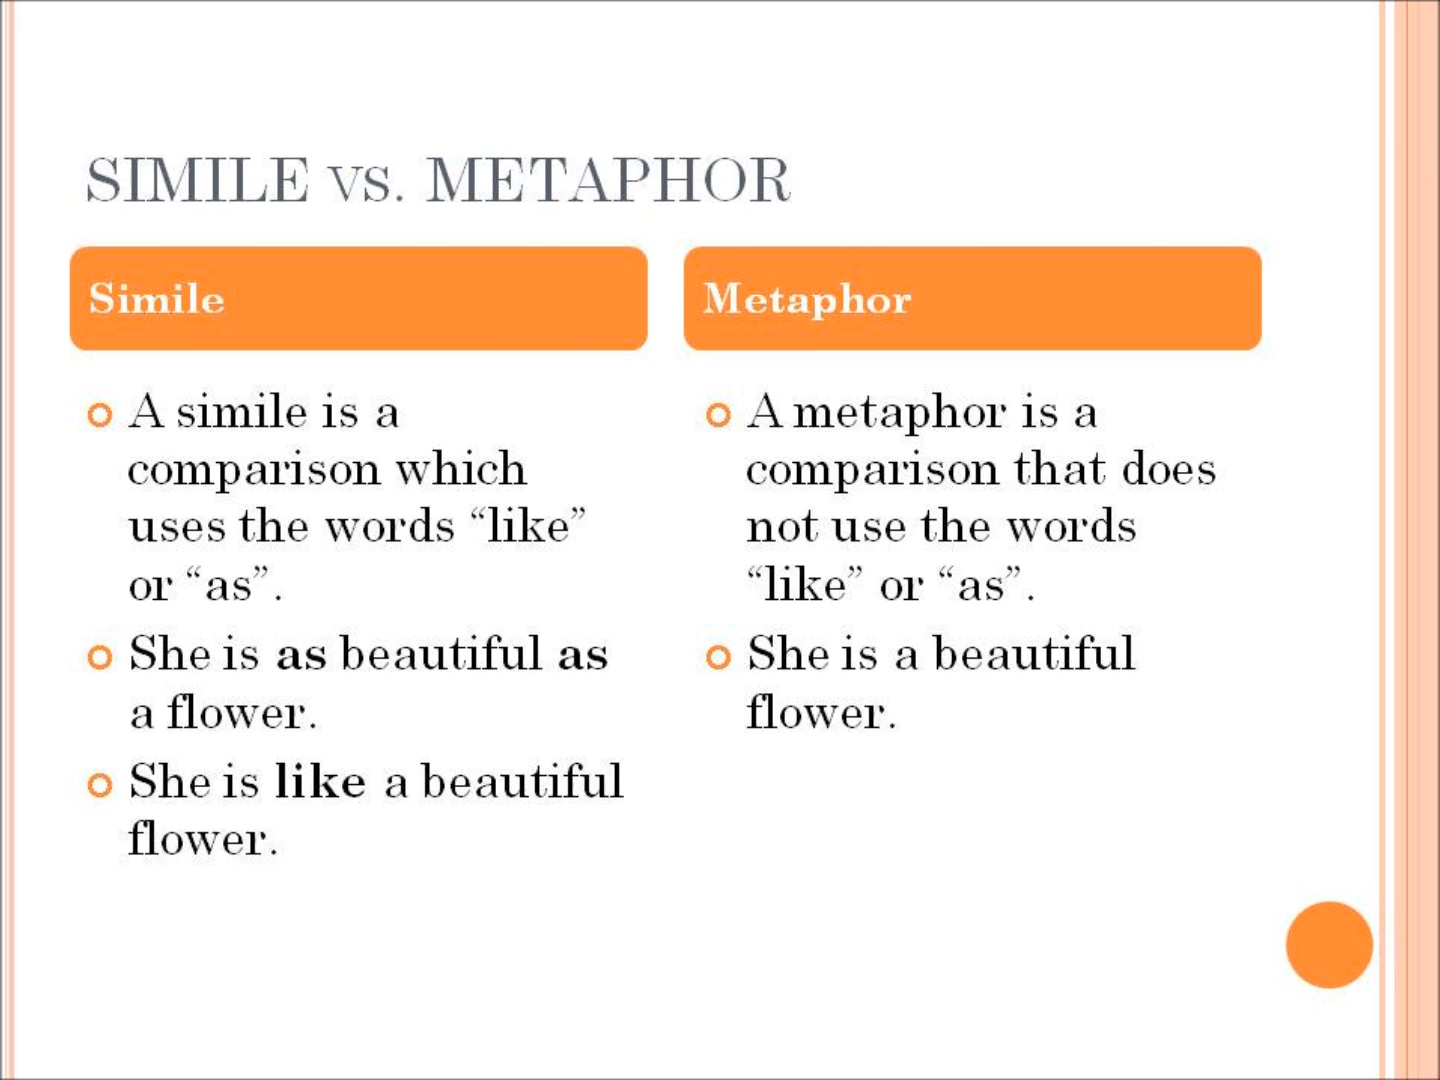 SIMILE vs. METAPHOR
Simile
A simile is a
comparison which
uses the words “like”
or “as”.
She is as beautiful as
a flower.
She is like a beautiful
flower.
Metaphor
A metaphor is a
comparison that does
not use the words
“like” or “as”.
She is a beautiful
flower.